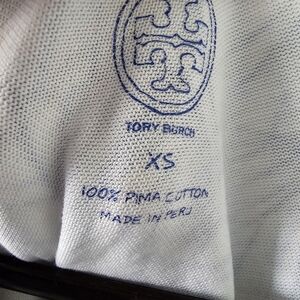 TORY BURCH
XS
100% PIMA COTTON
MADE IN PERU